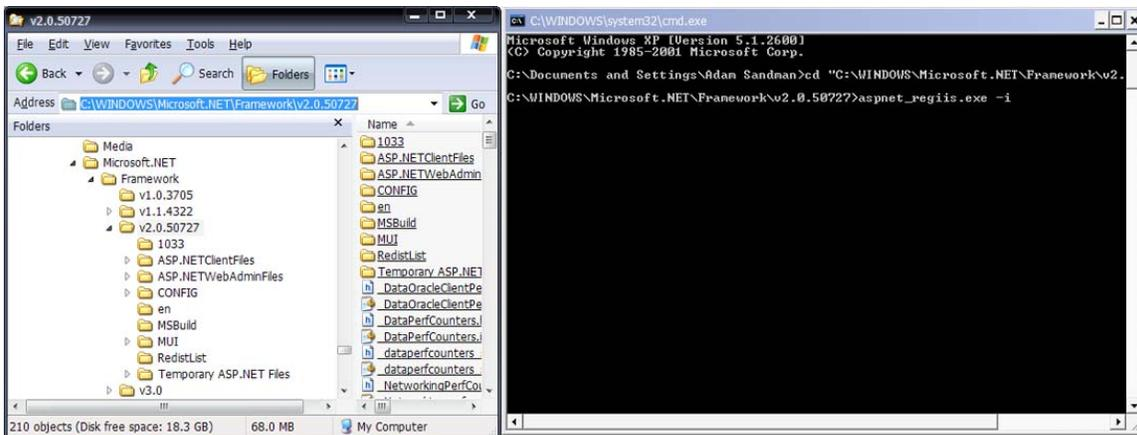 v2.0.50727
File Edit View Favorites Tools Help
Back Search Folders
Address C:\WINDOWS\Microsoft.NET\Framework\v2.0.50727 Go
Folders
Media
Microsoft.NET
Framework
v1.0.3705
v1.1.4322
v2.0.50727
1033
ASP.NETClientFiles
ASP.NETWebAdminFiles
CONFIG
en
MSBuild
MUI
RedistList
Temporary ASP.NET Files
v3.0
Name
1033
ASP.NETClientFiles
ASP.NETWebAdmin
CONFIG
en
MSBuild
MUI
RedistList
Temporary ASP.NET
_DataOracleClientPe
_DataOracleClientPe
_DataPerfCounters.h
_DataPerfCounters.i
_dataperfcounters_
_dataperfcounters_
_NetworkingPerfCou
210 objects (Disk free space: 18.3 GB) 68.0 MB My Computer
C:\WINDOWS\system32\cmd.exe
Microsoft Windows XP [Version 5.1.2600]
(C) Copyright 1985-2001 Microsoft Corp.
C:\Documents and Settings\Adam Sandman>cd "C:\WINDOWS\Microsoft.NET\Framework\v2.
C:\WINDOWS\Microsoft.NET\Framework\v2.0.50727>aspnet_regiis.exe -i